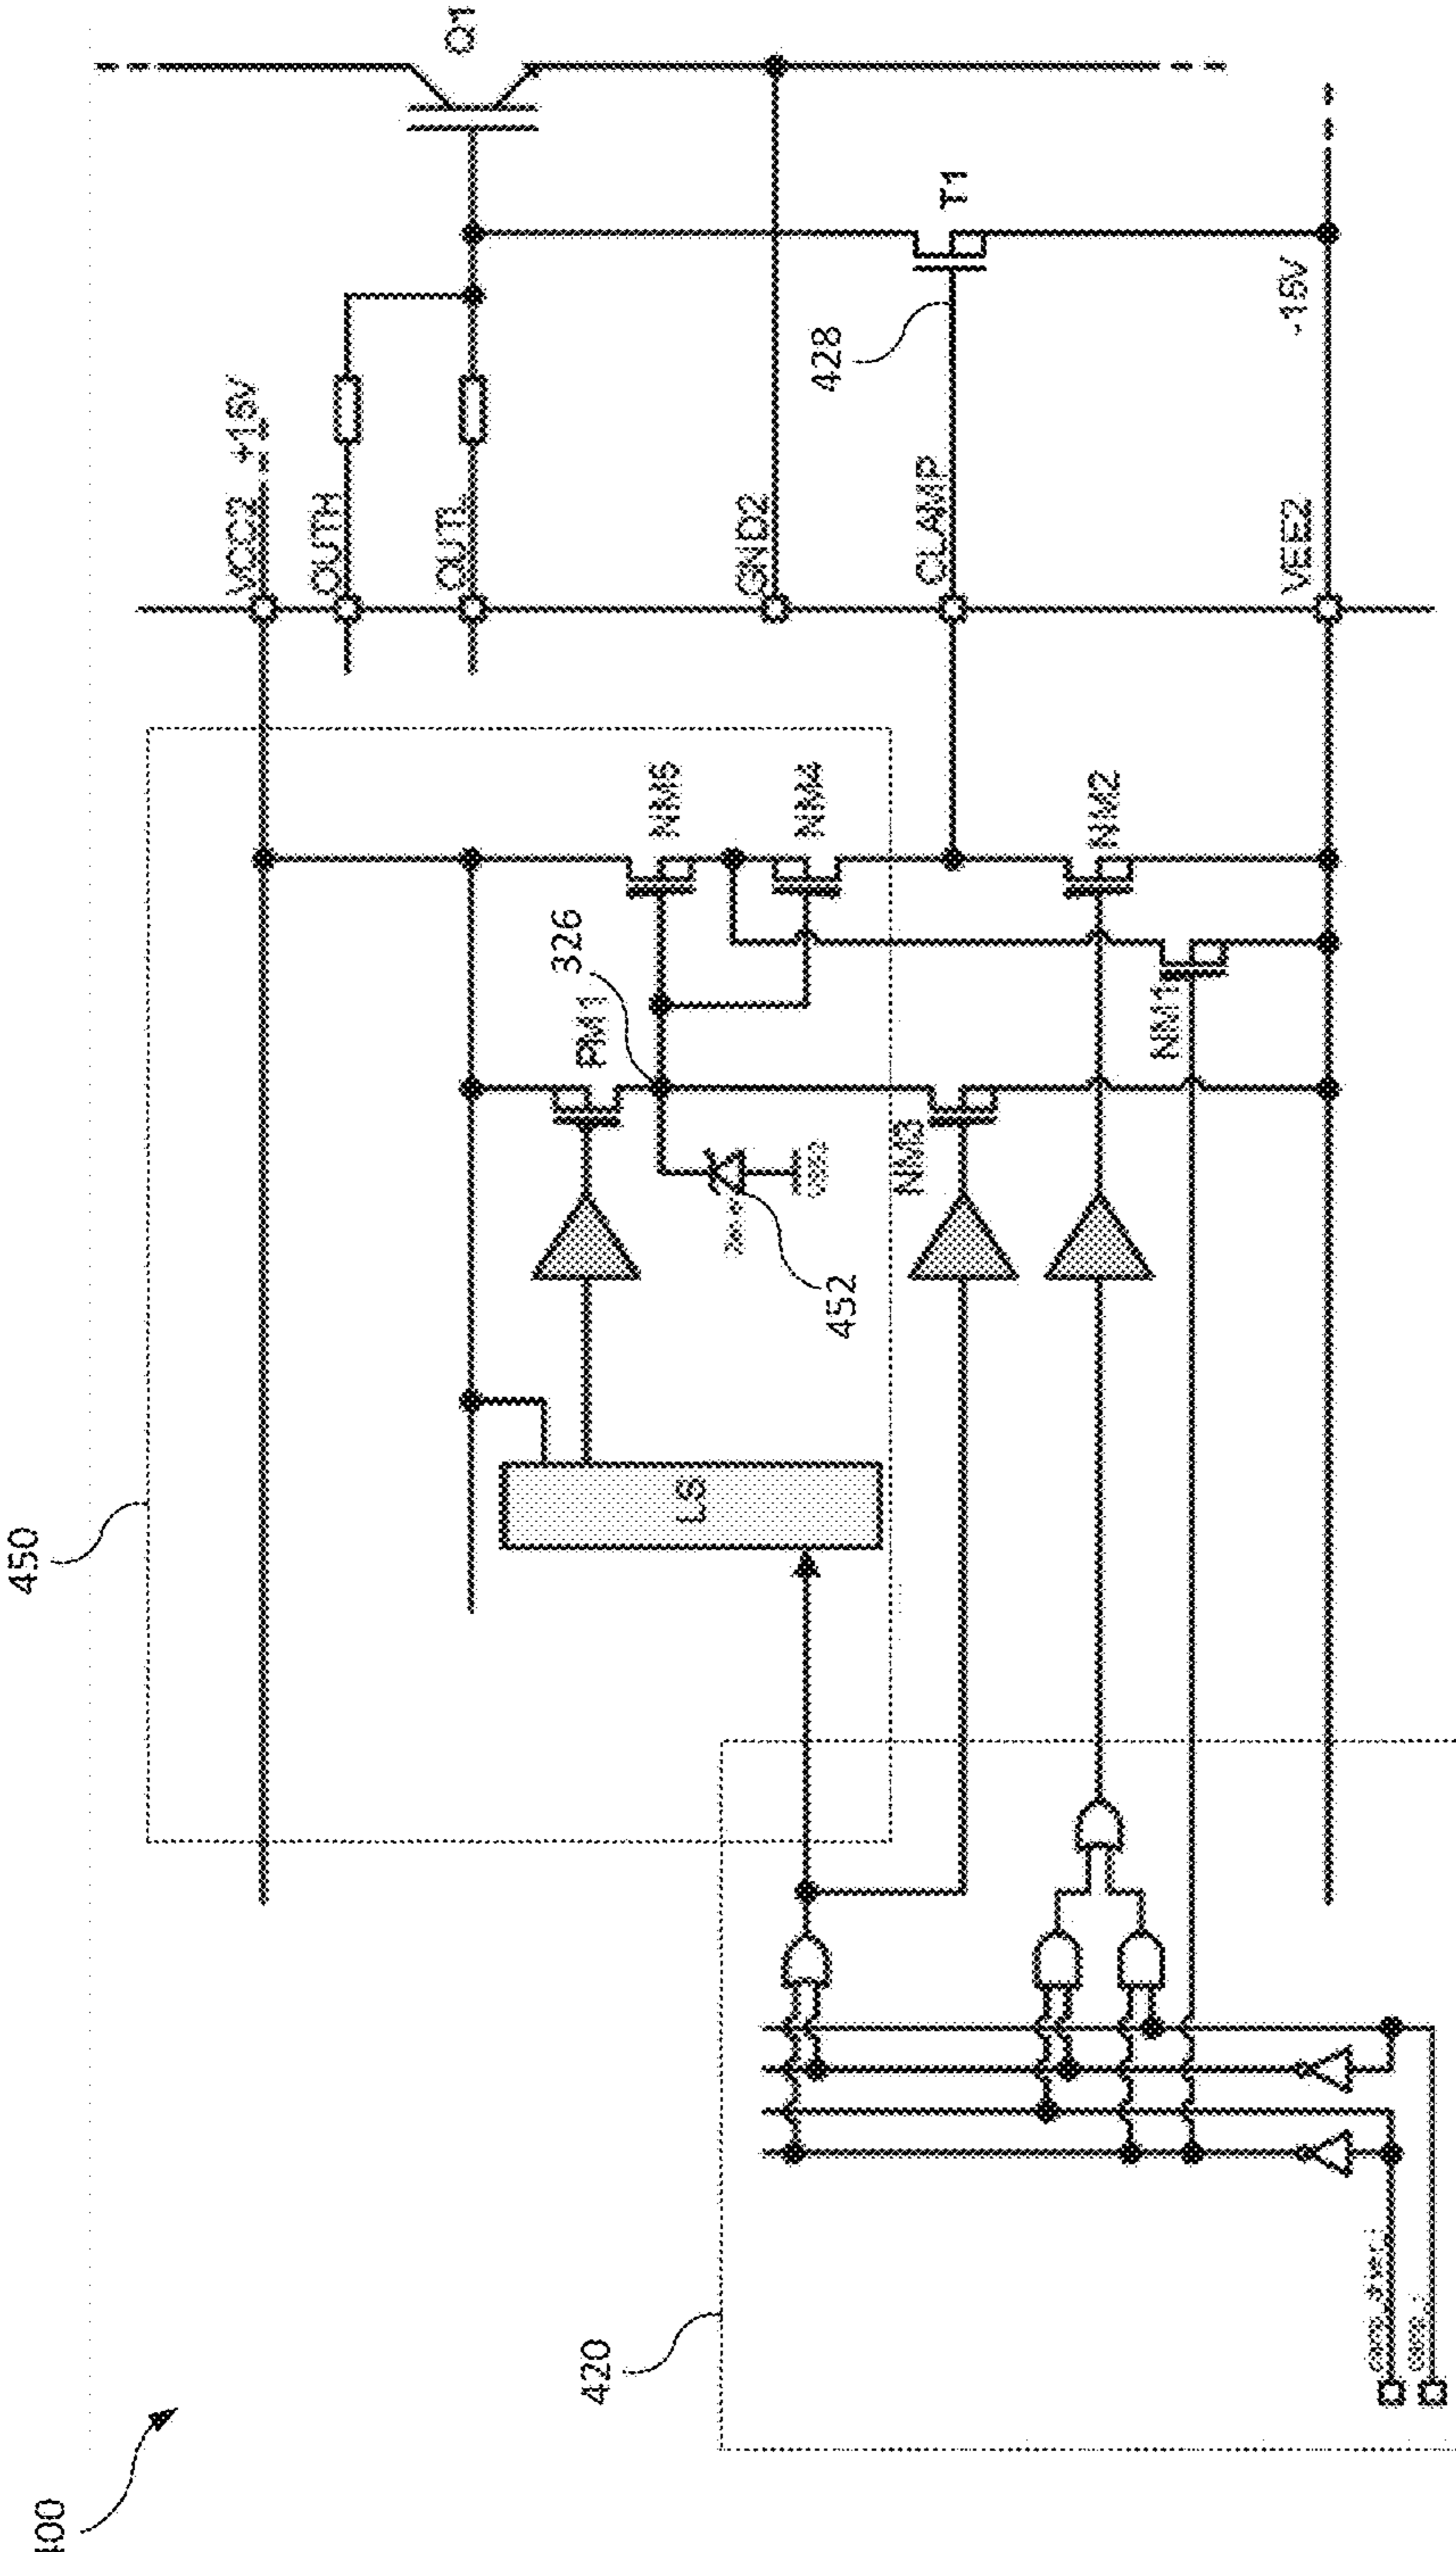 400
450
420
VCC2
+15V
OUTH
OUTL
Q1
GND2
CLAMP
428
T1
VEE2
-15V
NM5
NM4
NM2
NM1
326
PM1
NM3
452
LS